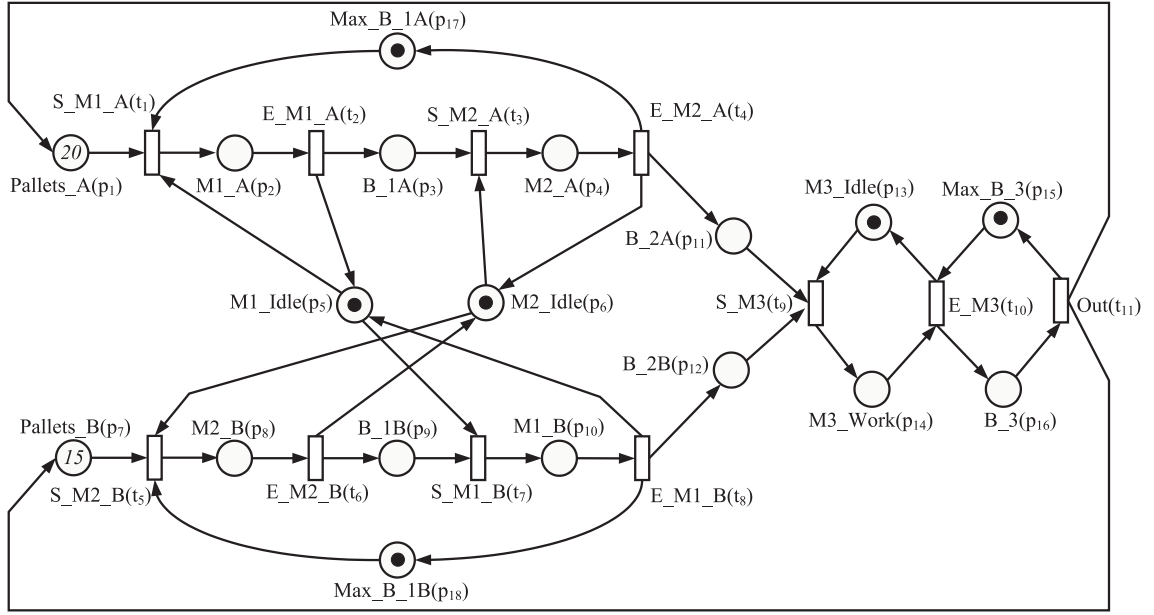 Max_B_1A(p17)
S_M1_A(t1)
E_M1_A(t2)
S_M2_A(t3)
E_M2_A(t4)
20
Pallets_A(p1)
M1_A(p2)
B_1A(p3)
M2_A(p4)
M3_Idle(p13)
Max_B_3(p15)
B_2A(p11)
M1_Idle(p5)
M2_Idle(p6)
S_M3(t9)
E_M3(t10)
Out(t11)
B_2B(p12)
M3_Work(p14)
B_3(p16)
Pallets_B(p7)
M2_B(p8)
B_1B(p9)
M1_B(p10)
15
S_M2_B(t5)
E_M2_B(t6)
S_M1_B(t7)
E_M1_B(t8)
Max_B_1B(p18)